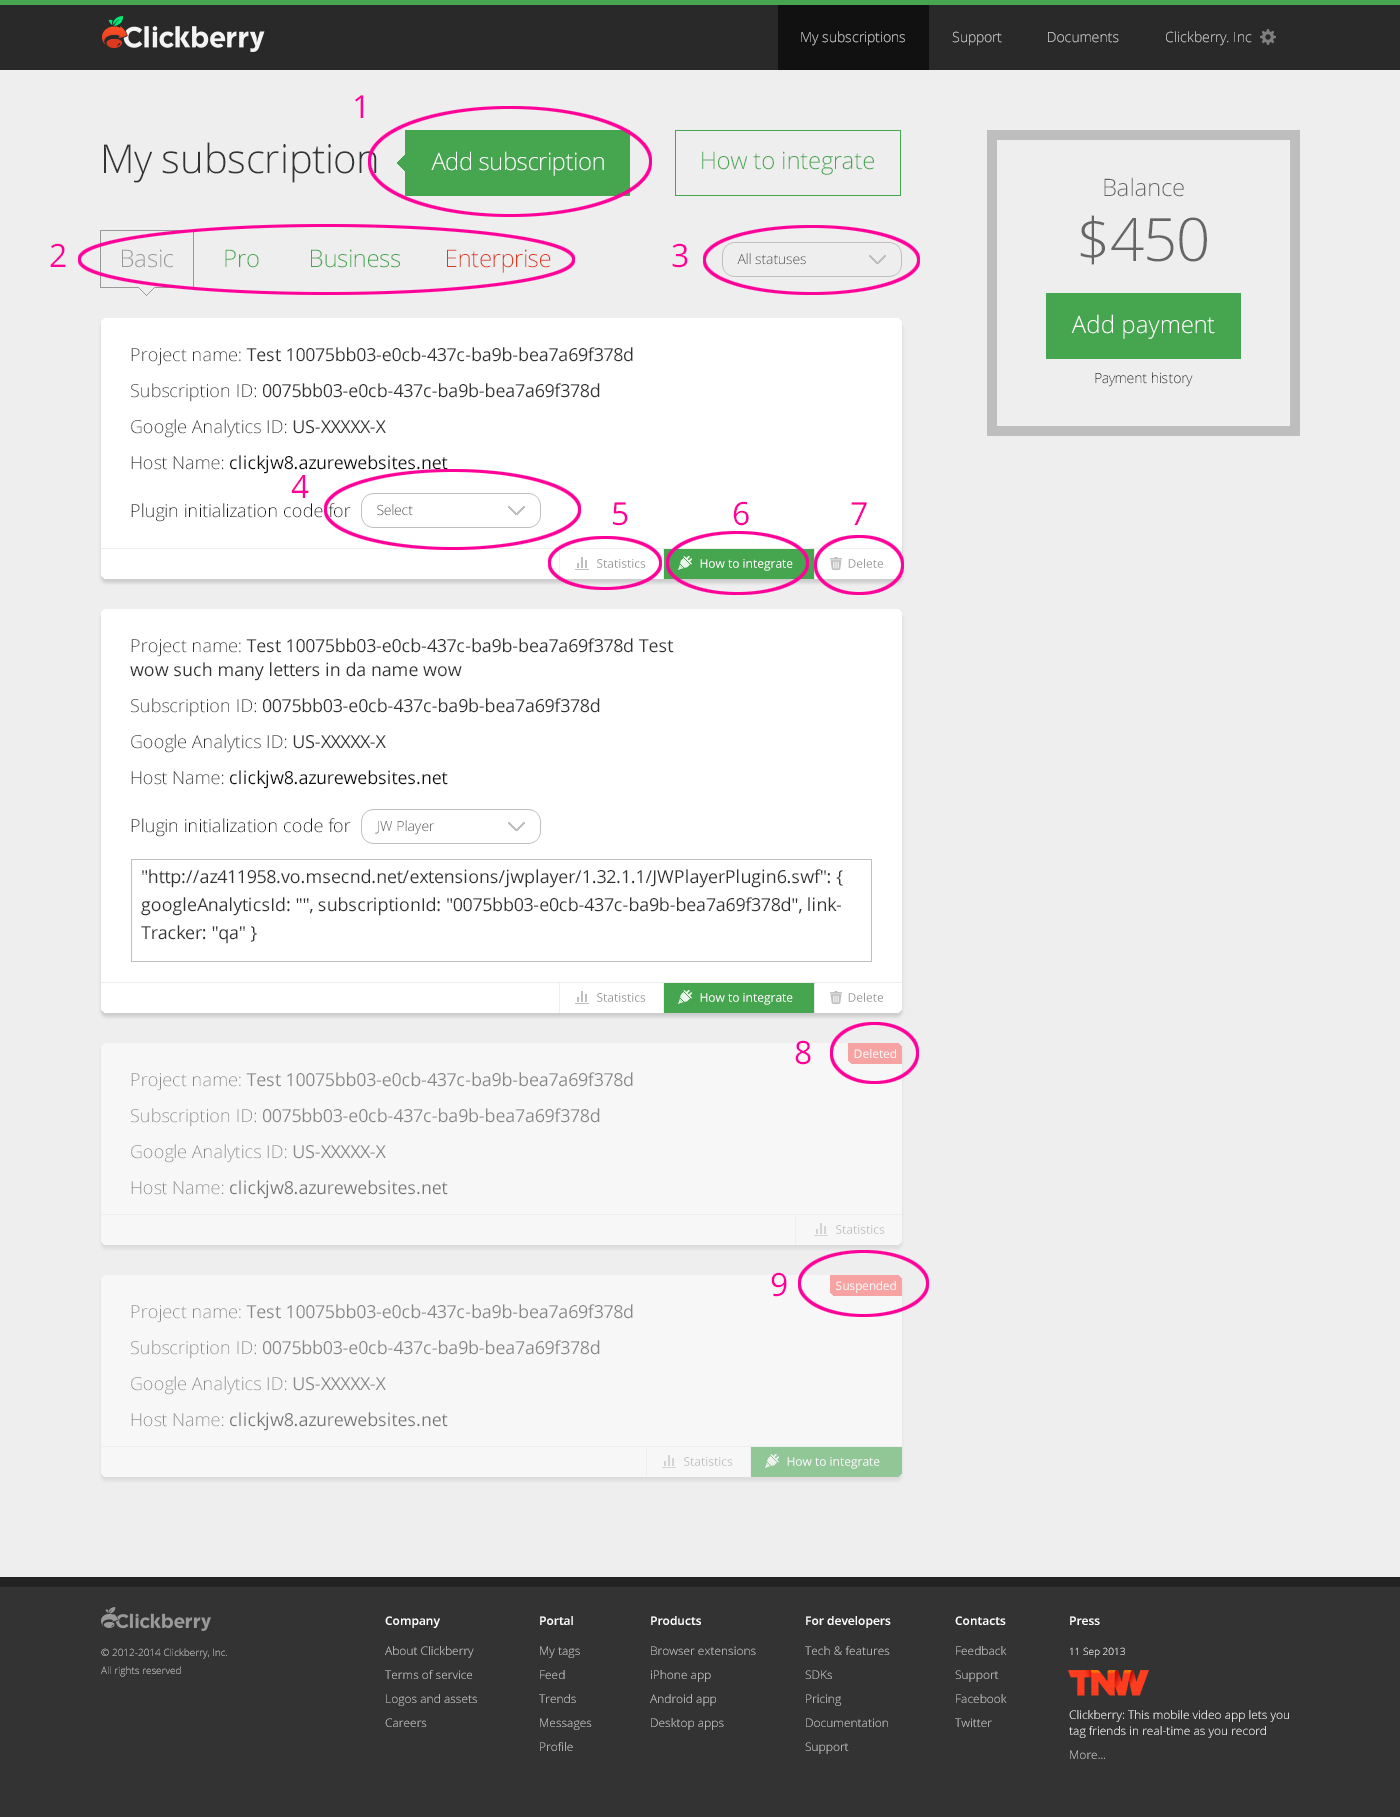 Clickberry
My subscriptions Support Documents Clickberry. Inc
1
My subscription Add subscription How to integrate
2 Basic Pro Business Enterprise 3 All statuses
Balance
$450
Add payment
Payment history
Project name: Test 10075bb03-e0cb-437c-ba9b-bea7a69f378d
Subscription ID: 0075bb03-e0cb-437c-ba9b-bea7a69f378d
Google Analytics ID: US-XXXXX-X
Host Name: clickjw8.azurewebsites.net
4
Plugin initialization code for Select
5 6 7
Statistics How to integrate Delete
Project name: Test 10075bb03-e0cb-437c-ba9b-bea7a69f378d Test
wow such many letters in da name wow
Subscription ID: 0075bb03-e0cb-437c-ba9b-bea7a69f378d
Google Analytics ID: US-XXXXX-X
Host Name: clickjw8.azurewebsites.net
Plugin initialization code for JW Player
"http://az411958.vo.msecnd.net/extensions/jwplayer/1.32.1.1/JWPlayerPlugin6.swf": {
googleAnalyticsId: "", subscriptionId: "0075bb03-e0cb-437c-ba9b-bea7a69f378d", link-
Tracker: "qa" }
Statistics How to integrate Delete
8 Deleted
Project name: Test 10075bb03-e0cb-437c-ba9b-bea7a69f378d
Subscription ID: 0075bb03-e0cb-437c-ba9b-bea7a69f378d
Google Analytics ID: US-XXXXX-X
Host Name: clickjw8.azurewebsites.net
Statistics
9 Suspended
Project name: Test 10075bb03-e0cb-437c-ba9b-bea7a69f378d
Subscription ID: 0075bb03-e0cb-437c-ba9b-bea7a69f378d
Google Analytics ID: US-XXXXX-X
Host Name: clickjw8.azurewebsites.net
Statistics How to integrate
Clickberry
© 2012-2014 Clickberry, Inc.
All rights reserved
Company
About Clickberry
Terms of service
Logos and assets
Careers
Portal
My tags
Feed
Trends
Messages
Profile
Products
Browser extensions
iPhone app
Android app
Desktop apps
For developers
Tech & features
SDKs
Pricing
Documentation
Support
Contacts
Feedback
Support
Facebook
Twitter
Press
11 Sep 2013
TNW
Clickberry: This mobile video app lets you
tag friends in real-time as you record
More...